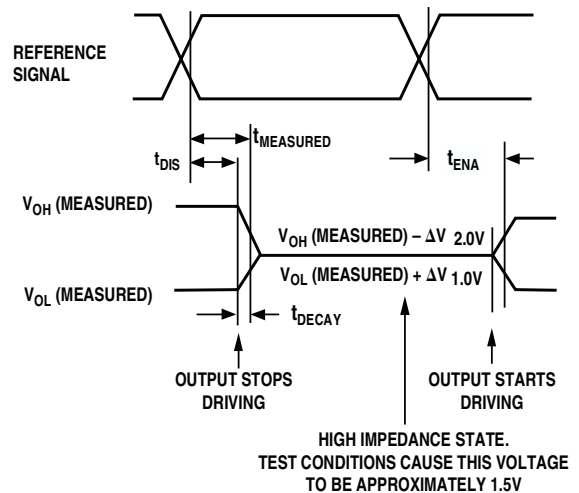 REFERENCE
SIGNAL
tMEASURED
tDIS
tENA
VOH (MEASURED)
VOH (MEASURED) – ΔV 2.0V
VOL (MEASURED) + ΔV 1.0V
VOL (MEASURED)
tDECAY
OUTPUT STOPS
DRIVING
OUTPUT STARTS
DRIVING
HIGH IMPEDANCE STATE.
TEST CONDITIONS CAUSE THIS VOLTAGE
TO BE APPROXIMATELY 1.5V